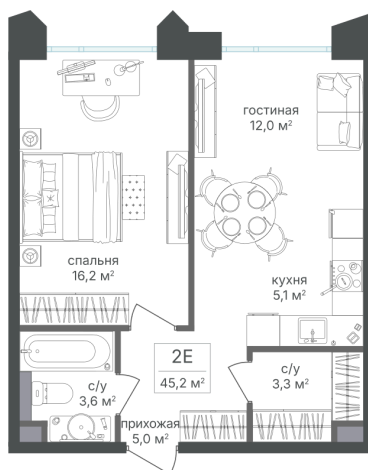 гостиная
12,0 м²
спальня
16,2 м²
кухня
5,1 м²
2Е
45,2 м²
с/у
3,3 м²
с/у
3,6 м²
прихожая
5,0 м²